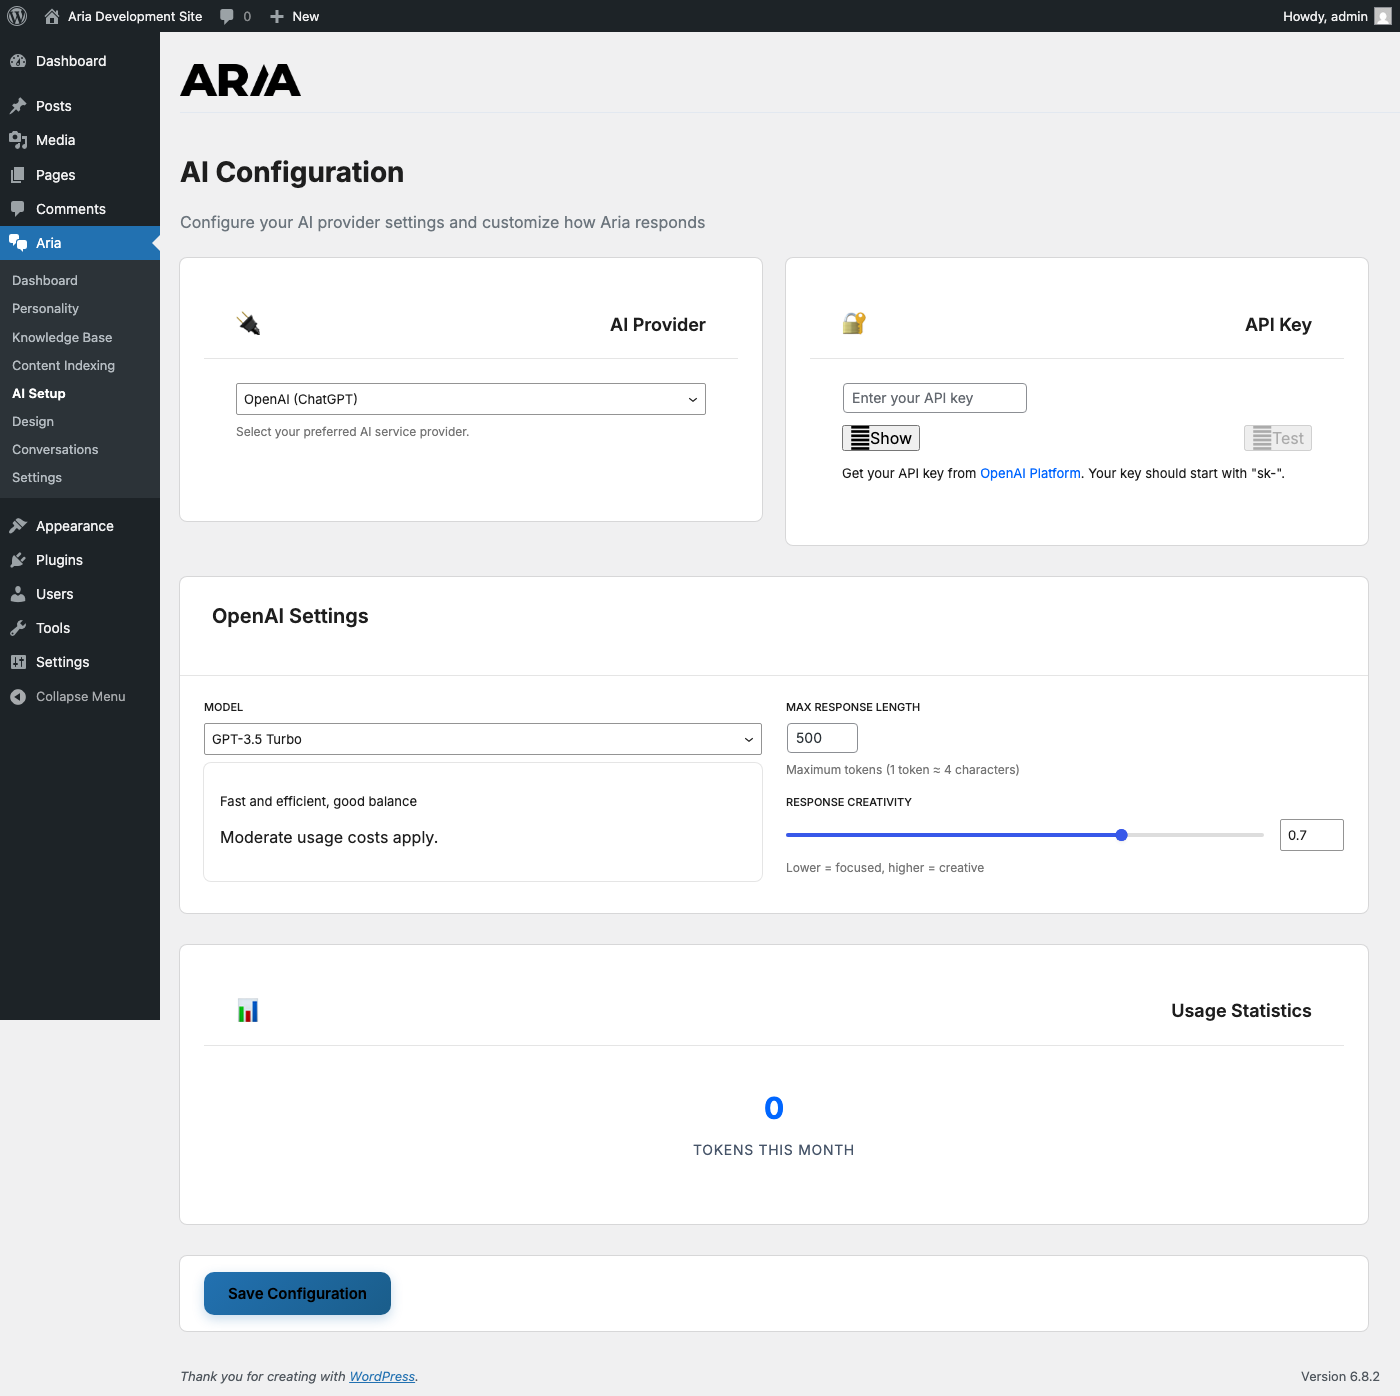 Aria Development Site
0
New
Howdy, admin
Dashboard
Posts
Media
Pages
Comments
Aria
Dashboard
Personality
Knowledge Base
Content Indexing
AI Setup
Design
Conversations
Settings
Appearance
Plugins
Users
Tools
Settings
Collapse Menu
ARIA
AI Configuration
Configure your AI provider settings and customize how Aria responds
AI Provider
OpenAI (ChatGPT)
Select your preferred AI service provider.
API Key
Enter your API key
Show
Test
Get your API key from OpenAI Platform. Your key should start with "sk-".
OpenAI Settings
MODEL
GPT-3.5 Turbo
Fast and efficient, good balance
Moderate usage costs apply.
MAX RESPONSE LENGTH
500
Maximum tokens (1 token ≈ 4 characters)
RESPONSE CREATIVITY
0.7
Lower = focused, higher = creative
Usage Statistics
0
TOKENS THIS MONTH
Save Configuration
Thank you for creating with WordPress.
Version 6.8.2